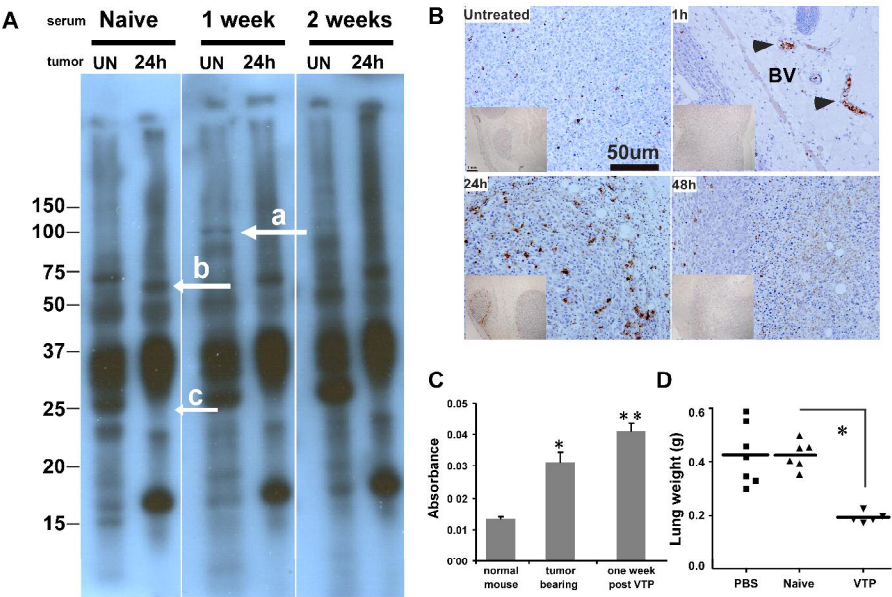 A
serum Naive 1 week 2 weeks
tumor UN 24h UN 24h UN 24h
150
100
75
50
37
25
20
15
a
b
c
B
Untreated
1h
BV
50um
24h
48h
C
0.05
0.04
0.03
0.02
0.01
0.00
Absorbance
*
**
normal mouse
tumor bearing
one week post VTP
D
0.6
0.4
0.2
0.0
Lung weight (g)
*
PBS Naive VTP